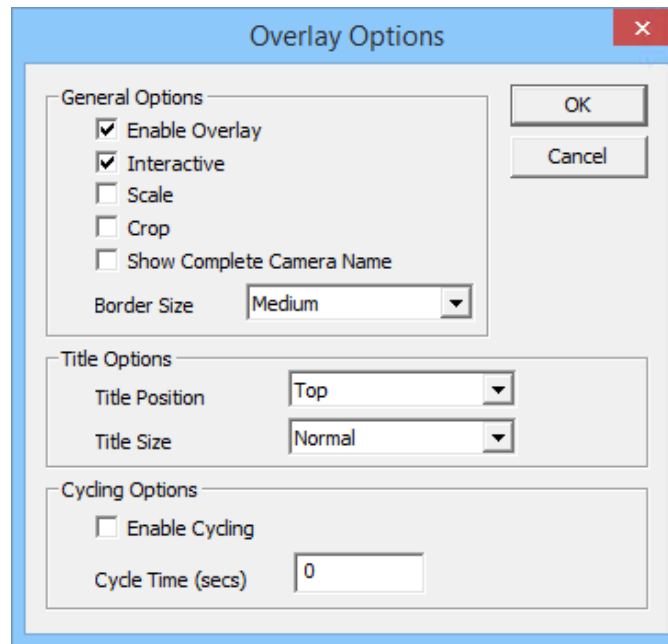 Overlay Options
General Options
Enable Overlay
Interactive
Scale
Crop
Show Complete Camera Name
Border Size Medium
OK
Cancel
Title Options
Title Position Top
Title Size Normal
Cycling Options
Enable Cycling
Cycle Time (secs) 0